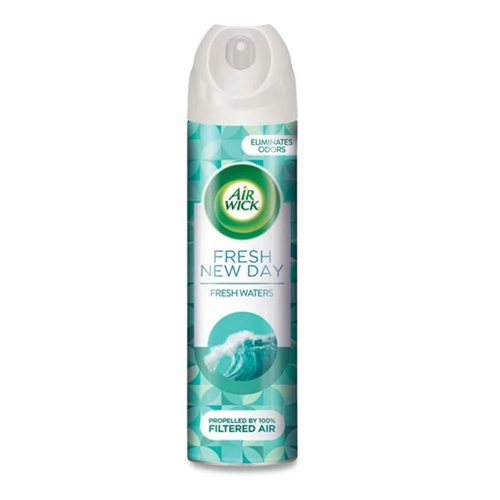 ELIMINATES
ODORS
AIR
WICK
FRESH
NEW DAY
FRESH WATERS
PROPELLED BY 100%
FILTERED AIR